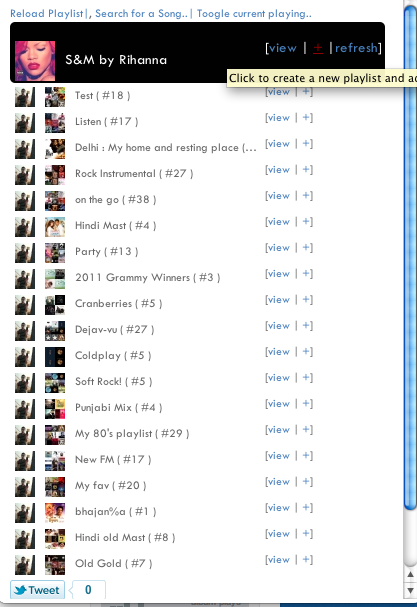 Reload Playlist|, Search for a Song..| Toogle current playing..
S&M by Rihanna [view | + |refresh]
Click to create a new playlist and
Test ( #18 ) [view | +]
Listen ( #17 ) [view | +]
Delhi : My home and resting place (... [view | +]
Rock Instrumental ( #27 ) [view | +]
on the go ( #38 ) [view | +]
Hindi Mast ( #4 ) [view | +]
Party ( #13 ) [view | +]
2011 Grammy Winners ( #3 ) [view | +]
Cranberries ( #5 ) [view | +]
Dejav-vu ( #27 ) [view | +]
Coldplay ( #5 ) [view | +]
Soft Rock! ( #5 ) [view | +]
Punjabi Mix ( #4 ) [view | +]
My 80's playlist ( #29 ) [view | +]
New FM ( #17 ) [view | +]
My fav ( #20 ) [view | +]
bhajan%a ( #1 ) [view | +]
Hindi old Mast ( #8 ) [view | +]
Old Gold ( #7 ) [view | +]
Tweet 0